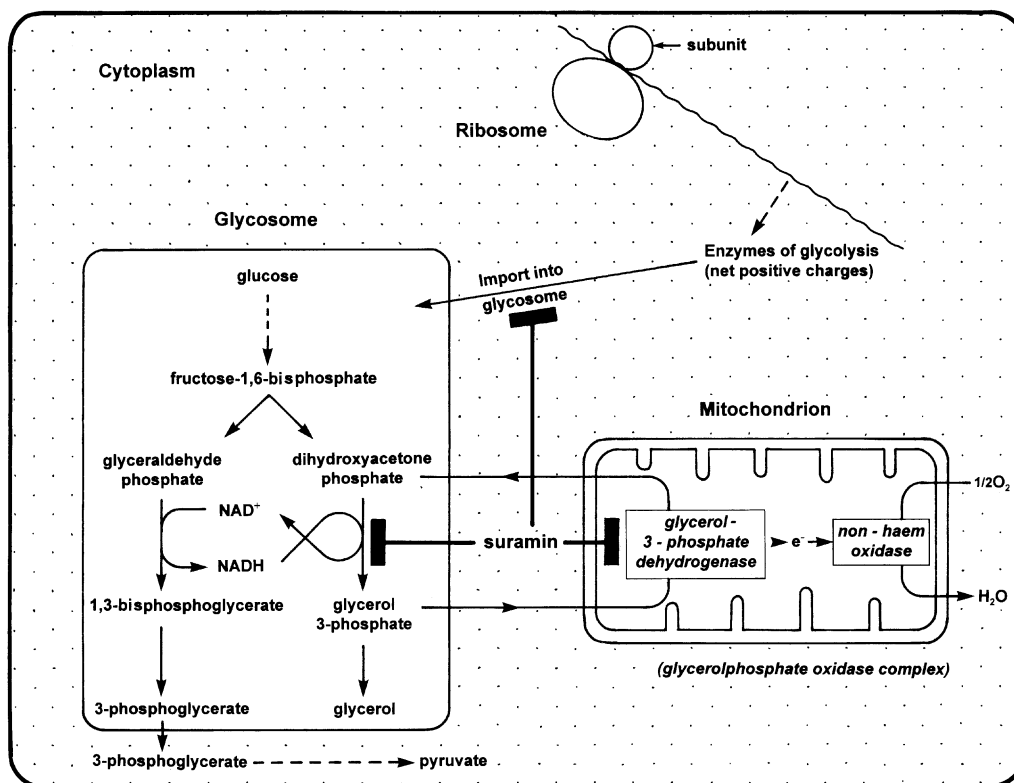 subunit
Cytoplasm
Ribosome
Glycosome
Enzymes of glycolysis
(net positive charges)
Import into
glycosome
glucose
fructose-1,6-bisphosphate
Mitochondrion
glyceraldehyde
phosphate
dihydroxyacetone
phosphate
1/2O₂
NAD⁺
glycerol -
3 - phosphate
dehydrogenase
e⁻
non - haem
oxidase
suramin
NADH
1,3-bisphosphoglycerate
glycerol
3-phosphate
H₂O
(glycerolphosphate oxidase complex)
3-phosphoglycerate
glycerol
3-phosphoglycerate
pyruvate